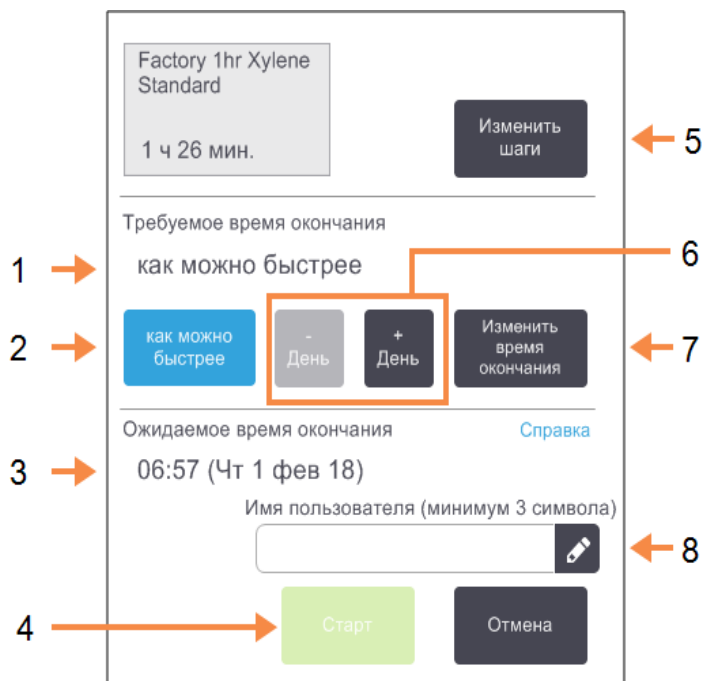 Factory 1hr Xylene
Standard
1 ч 26 мин.
Изменить
шаги
5
Требуемое время окончания
6
1
как можно быстрее
2
как можно
быстрее
-
День
+
День
Изменить
время
окончания
7
Ожидаемое время окончания
Справка
3
06:57 (Чт 1 фев 18)
Имя пользователя (минимум 3 символа)
8
4
Старт
Отмена